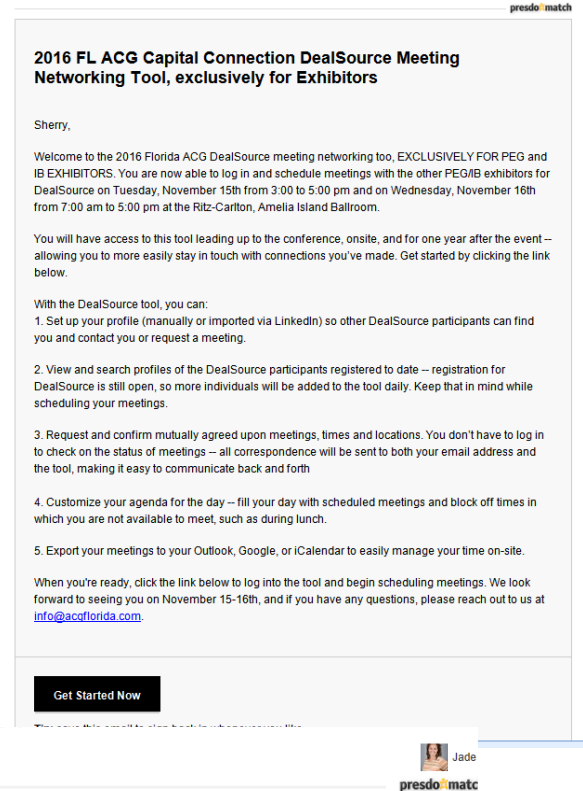 presdo match
2016 FL ACG Capital Connection DealSource Meeting
Networking Tool, exclusively for Exhibitors
Sherry,
Welcome to the 2016 Florida ACG DealSource meeting networking too, EXCLUSIVELY FOR PEG and
IB EXHIBITORS. You are now able to log in and schedule meetings with the other PEG/IB exhibitors for
DealSource on Tuesday, November 15th from 3:00 to 5:00 pm and on Wednesday, November 16th
from 7:00 am to 5:00 pm at the Ritz-Carlton, Amelia Island Ballroom.
You will have access to this tool leading up to the conference, onsite, and for one year after the event --
allowing you to more easily stay in touch with connections you've made. Get started by clicking the link
below.
With the DealSource tool, you can:
1. Set up your profile (manually or imported via LinkedIn) so other DealSource participants can find
you and contact you or request a meeting.
2. View and search profiles of the DealSource participants registered to date -- registration for
DealSource is still open, so more individuals will be added to the tool daily. Keep that in mind while
scheduling your meetings.
3. Request and confirm mutually agreed upon meetings, times and locations. You don't have to log in
to check on the status of meetings -- all correspondence will be sent to both your email address and
the tool, making it easy to communicate back and forth
4. Customize your agenda for the day -- fill your day with scheduled meetings and block off times in
which you are not available to meet, such as during lunch.
5. Export your meetings to your Outlook, Google, or iCalendar to easily manage your time on-site.
When you're ready, click the link below to log into the tool and begin scheduling meetings. We look
forward to seeing you on November 15-16th, and if you have any questions, please reach out to us at
info@acgflorida.com.
Get Started Now
Jade
presdo matc